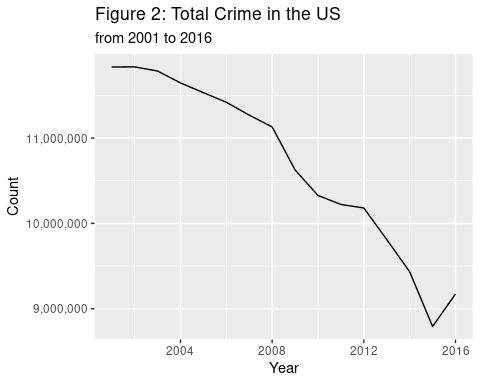 Figure 2: Total Crime in the US
from 2001 to 2016
Count
11,000,000
10,000,000
9,000,000
2004 2008 2012 2016
Year